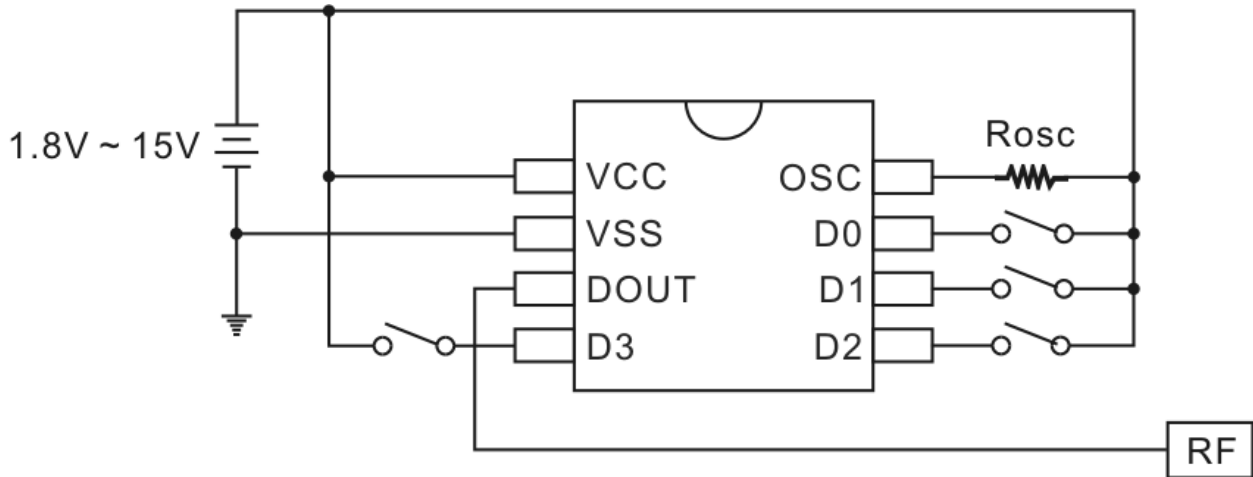 1.8V ~ 15V
Rosc
VCC
OSC
VSS
D0
DOUT
D1
D3
D2
RF